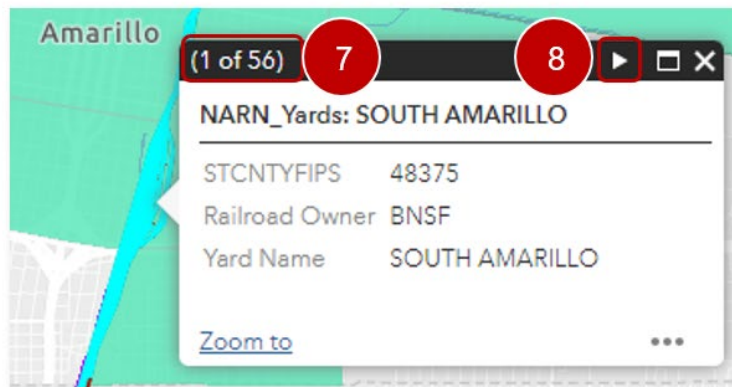 Amarillo
(1 of 56) 7 8
NARN_Yards: SOUTH AMARILLO
STCNTYFIPS 48375
Railroad Owner BNSF
Yard Name SOUTH AMARILLO
Zoom to